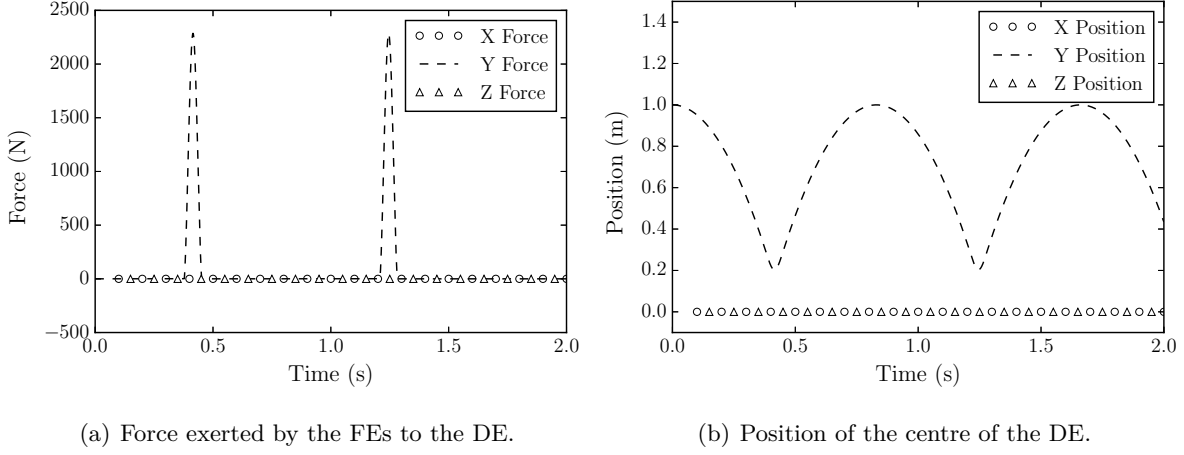 2500
2000
1500
1000
500
0
−500
0.0 0.5 1.0 1.5 2.0
Force (N)
Time (s)
X Force
Y Force
Z Force
1.4
1.2
1.0
0.8
0.6
0.4
0.2
0.0
0.0 0.5 1.0 1.5 2.0
Position (m)
Time (s)
X Position
Y Position
Z Position
(a) Force exerted by the FEs to the DE.
(b) Position of the centre of the DE.